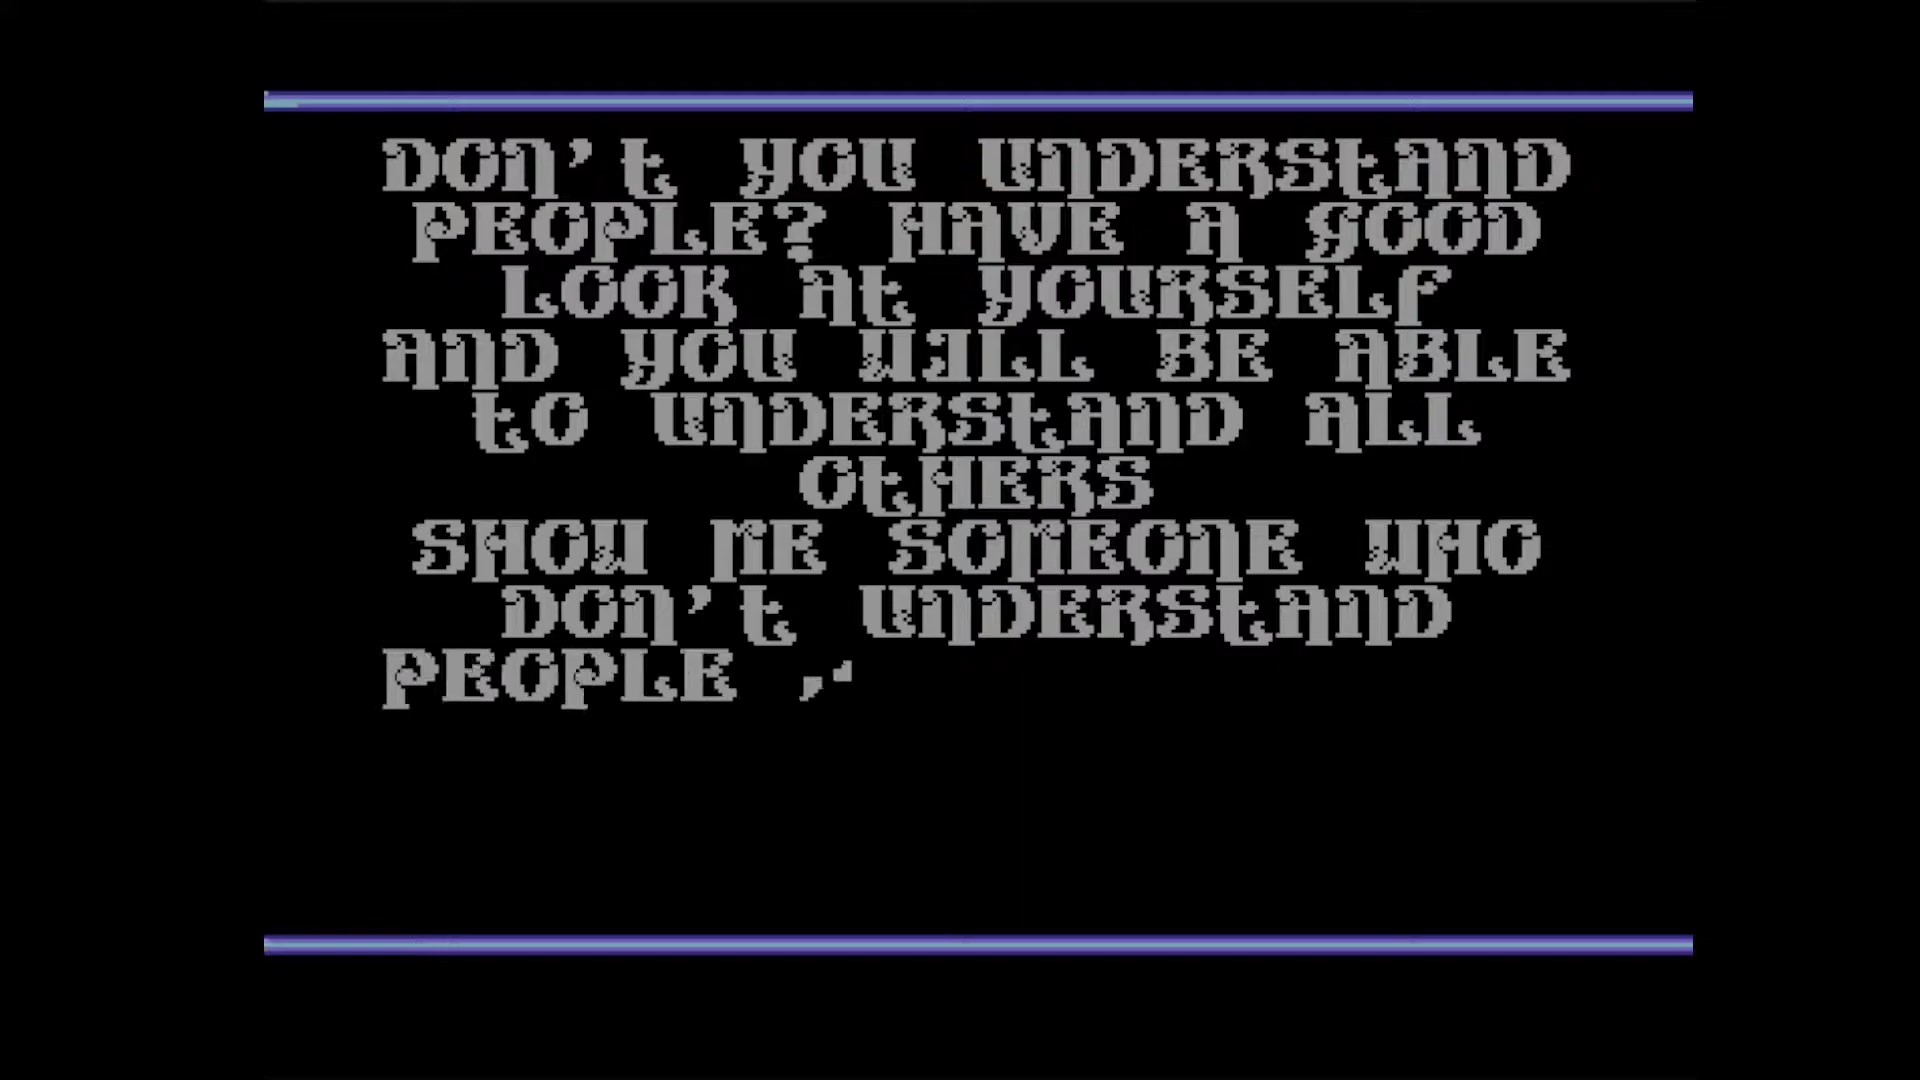 DON't YOU UNDERStAND
PEOPLE? HAVE A GOOD
LOOK At YOURSELf
AND YOU WILL BE ABLE
tO UNDERStAND ALL
OtHERS
SHOW ME SOMEONE WHO
DON't UNDERStAND
PEOPLE ,